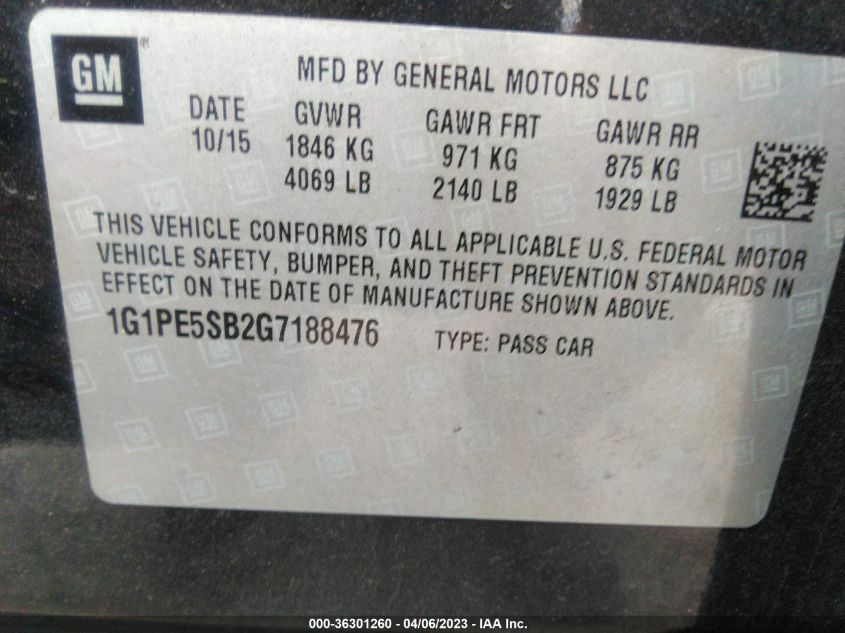 GM ®
MFD BY GENERAL MOTORS LLC
DATE GVWR GAWR FRT GAWR RR
10/15 1846 KG 971 KG 875 KG
4069 LB 2140 LB 1929 LB
THIS VEHICLE CONFORMS TO ALL APPLICABLE U.S. FEDERAL MOTOR
VEHICLE SAFETY, BUMPER, AND THEFT PREVENTION STANDARDS IN
EFFECT ON THE DATE OF MANUFACTURE SHOWN ABOVE.
1G1PE5SB2G7188476 TYPE: PASS CAR
000-36301260 - 04/06/2023 - IAA Inc.